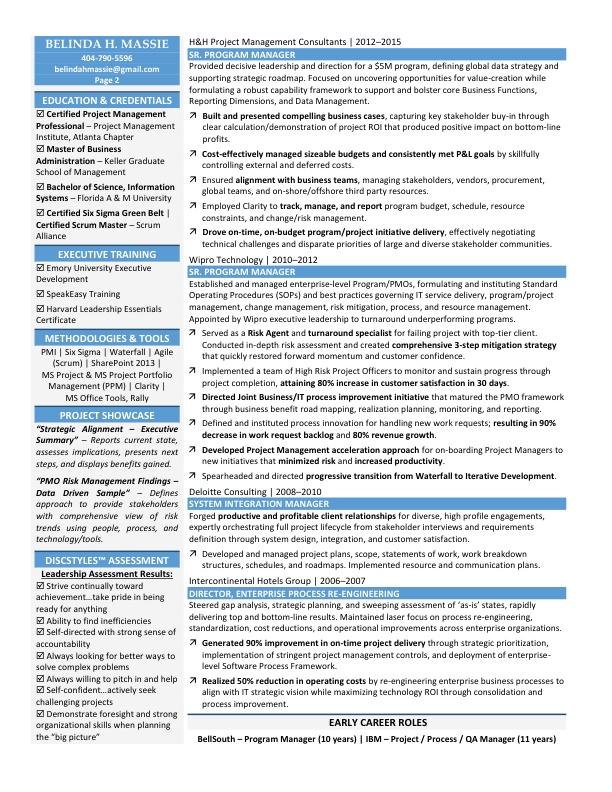 BELINDA H. MASSIE
404-790-5596
belindahmassie@gmail.com
Page 2
EDUCATION & CREDENTIALS
☑ Certified Project Management
Professional – Project Management
Institute, Atlanta Chapter
☑ Master of Business
Administration – Keller Graduate
School of Management
☑ Bachelor of Science, Information
Systems – Florida A & M University
☑ Certified Six Sigma Green Belt |
Certified Scrum Master – Scrum
Alliance
EXECUTIVE TRAINING
☑ Emory University Executive
Development
☑ SpeakEasy Training
☑ Harvard Leadership Essentials
Certificate
METHODOLOGIES & TOOLS
PMI | Six Sigma | Waterfall | Agile
(Scrum) | SharePoint 2013 |
MS Project & MS Project Portfolio
Management (PPM) | Clarity |
MS Office Tools, Rally
PROJECT SHOWCASE
“Strategic Alignment – Executive
Summary” – Reports current state,
assesses implications, presents next
steps, and displays benefits gained.
“PMO Risk Management Findings –
Data Driven Sample” – Defines
approach to provide stakeholders
with comprehensive view of risk
trends using people, process, and
technology/tools.
DISCSTYLES™ ASSESSMENT
Leadership Assessment Results:
☑ Strive continually toward
achievement…take pride in being
ready for anything
☑ Ability to find inefficiencies
☑ Self-directed with strong sense of
accountability
☑ Always looking for better ways to
solve complex problems
☑ Always willing to pitch in and help
☑ Self-confident…actively seek
challenging projects
☑ Demonstrate foresight and strong
organizational skills when planning
the “big picture”
H&H Project Management Consultants | 2012–2015
SR. PROGRAM MANAGER
Provided decisive leadership and direction for a $5M program, defining global data strategy and
supporting strategic roadmap. Focused on uncovering opportunities for value-creation while
formulating a robust capability framework to support and bolster core Business Functions,
Reporting Dimensions, and Data Management.
↗ Built and presented compelling business cases, capturing key stakeholder buy-in through
clear calculation/demonstration of project ROI that produced positive impact on bottom-line
profits.
↗ Cost-effectively managed sizeable budgets and consistently met P&L goals by skillfully
controlling external and deferred costs.
↗ Ensured alignment with business teams, managing stakeholders, vendors, procurement,
global teams, and on-shore/offshore third party resources.
↗ Employed Clarity to track, manage, and report program budget, schedule, resource
constraints, and change/risk management.
↗ Drove on-time, on-budget program/project initiative delivery, effectively negotiating
technical challenges and disparate priorities of large and diverse stakeholder communities.
Wipro Technology | 2010–2012
SR. PROGRAM MANAGER
Established and managed enterprise-level Program/PMOs, formulating and instituting Standard
Operating Procedures (SOPs) and best practices governing IT service delivery, program/project
management, change management, risk mitigation, process, and resource management.
Appointed by Wipro executive leadership to turnaround underperforming programs.
↗ Served as a Risk Agent and turnaround specialist for failing project with top-tier client.
Conducted in-depth risk assessment and created comprehensive 3-step mitigation strategy
that quickly restored forward momentum and customer confidence.
↗ Implemented a team of High Risk Project Officers to monitor and sustain progress through
project completion, attaining 80% increase in customer satisfaction in 30 days.
↗ Directed Joint Business/IT process improvement initiative that matured the PMO framework
through business benefit road mapping, realization planning, monitoring, and reporting.
↗ Defined and instituted process innovation for handling new work requests; resulting in 90%
decrease in work request backlog and 80% revenue growth.
↗ Developed Project Management acceleration approach for on-boarding Project Managers to
new initiatives that minimized risk and increased productivity.
↗ Spearheaded and directed progressive transition from Waterfall to Iterative Development.
Deloitte Consulting | 2008–2010
SYSTEM INTEGRATION MANAGER
Forged productive and profitable client relationships for diverse, high profile engagements,
expertly orchestrating full project lifecycle from stakeholder interviews and requirements
definition through system design, integration, and customer satisfaction.
↗ Developed and managed project plans, scope, statements of work, work breakdown
structures, schedules, and roadmaps. Implemented resource and communication plans.
Intercontinental Hotels Group | 2006–2007
DIRECTOR, ENTERPRISE PROCESS RE-ENGINEERING
Steered gap analysis, strategic planning, and sweeping assessment of ‘as-is’ states, rapidly
delivering top and bottom-line results. Maintained laser focus on process re-engineering,
standardization, cost reductions, and operational improvements across enterprise organizations.
↗ Generated 90% improvement in on-time project delivery through strategic prioritization,
implementation of stringent project management controls, and deployment of enterprise-
level Software Process Framework.
↗ Realized 50% reduction in operating costs by re-engineering enterprise business processes to
align with IT strategic vision while maximizing technology ROI through consolidation and
process improvement.
EARLY CAREER ROLES
BellSouth – Program Manager (10 years) | IBM – Project / Process / QA Manager (11 years)